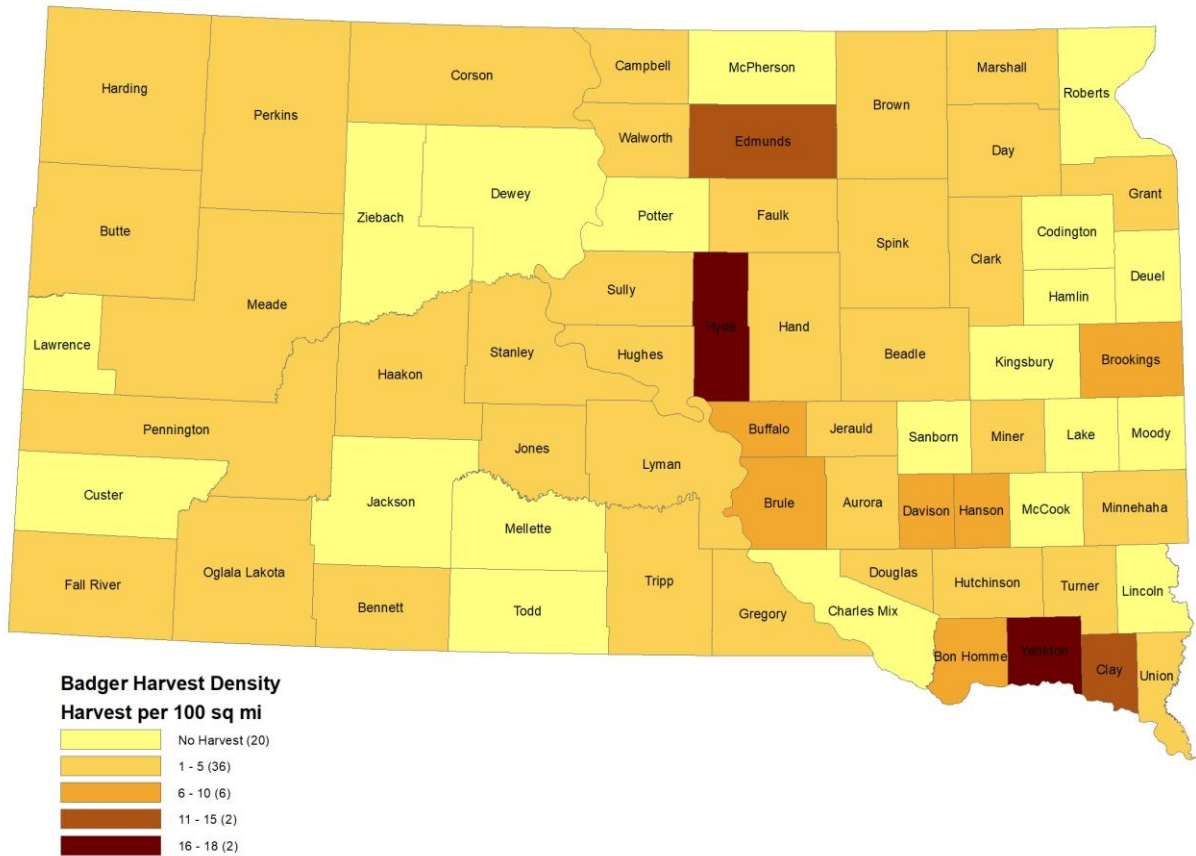 Harding
Perkins
Corson
Campbell
McPherson
Brown
Marshall
Roberts
Walworth
Edmunds
Day
Grant
Butte
Ziebach
Dewey
Potter
Faulk
Spink
Clark
Codington
Deuel
Hamlin
Lawrence
Meade
Sully
Hyde
Hand
Haakon
Stanley
Hughes
Beadle
Kingsbury
Brookings
Pennington
Jones
Lyman
Buffalo
Jerauld
Sanborn
Miner
Lake
Moody
Custer
Jackson
Mellette
Brule
Aurora
Davison
Hanson
McCook
Minnehaha
Fall River
Oglala Lakota
Bennett
Todd
Tripp
Gregory
Charles Mix
Douglas
Hutchinson
Turner
Lincoln
Bon Homme
Yankton
Clay
Union
Badger Harvest Density
Harvest per 100 sq mi
No Harvest (20)
1 - 5 (36)
6 - 10 (6)
11 - 15 (2)
16 - 18 (2)